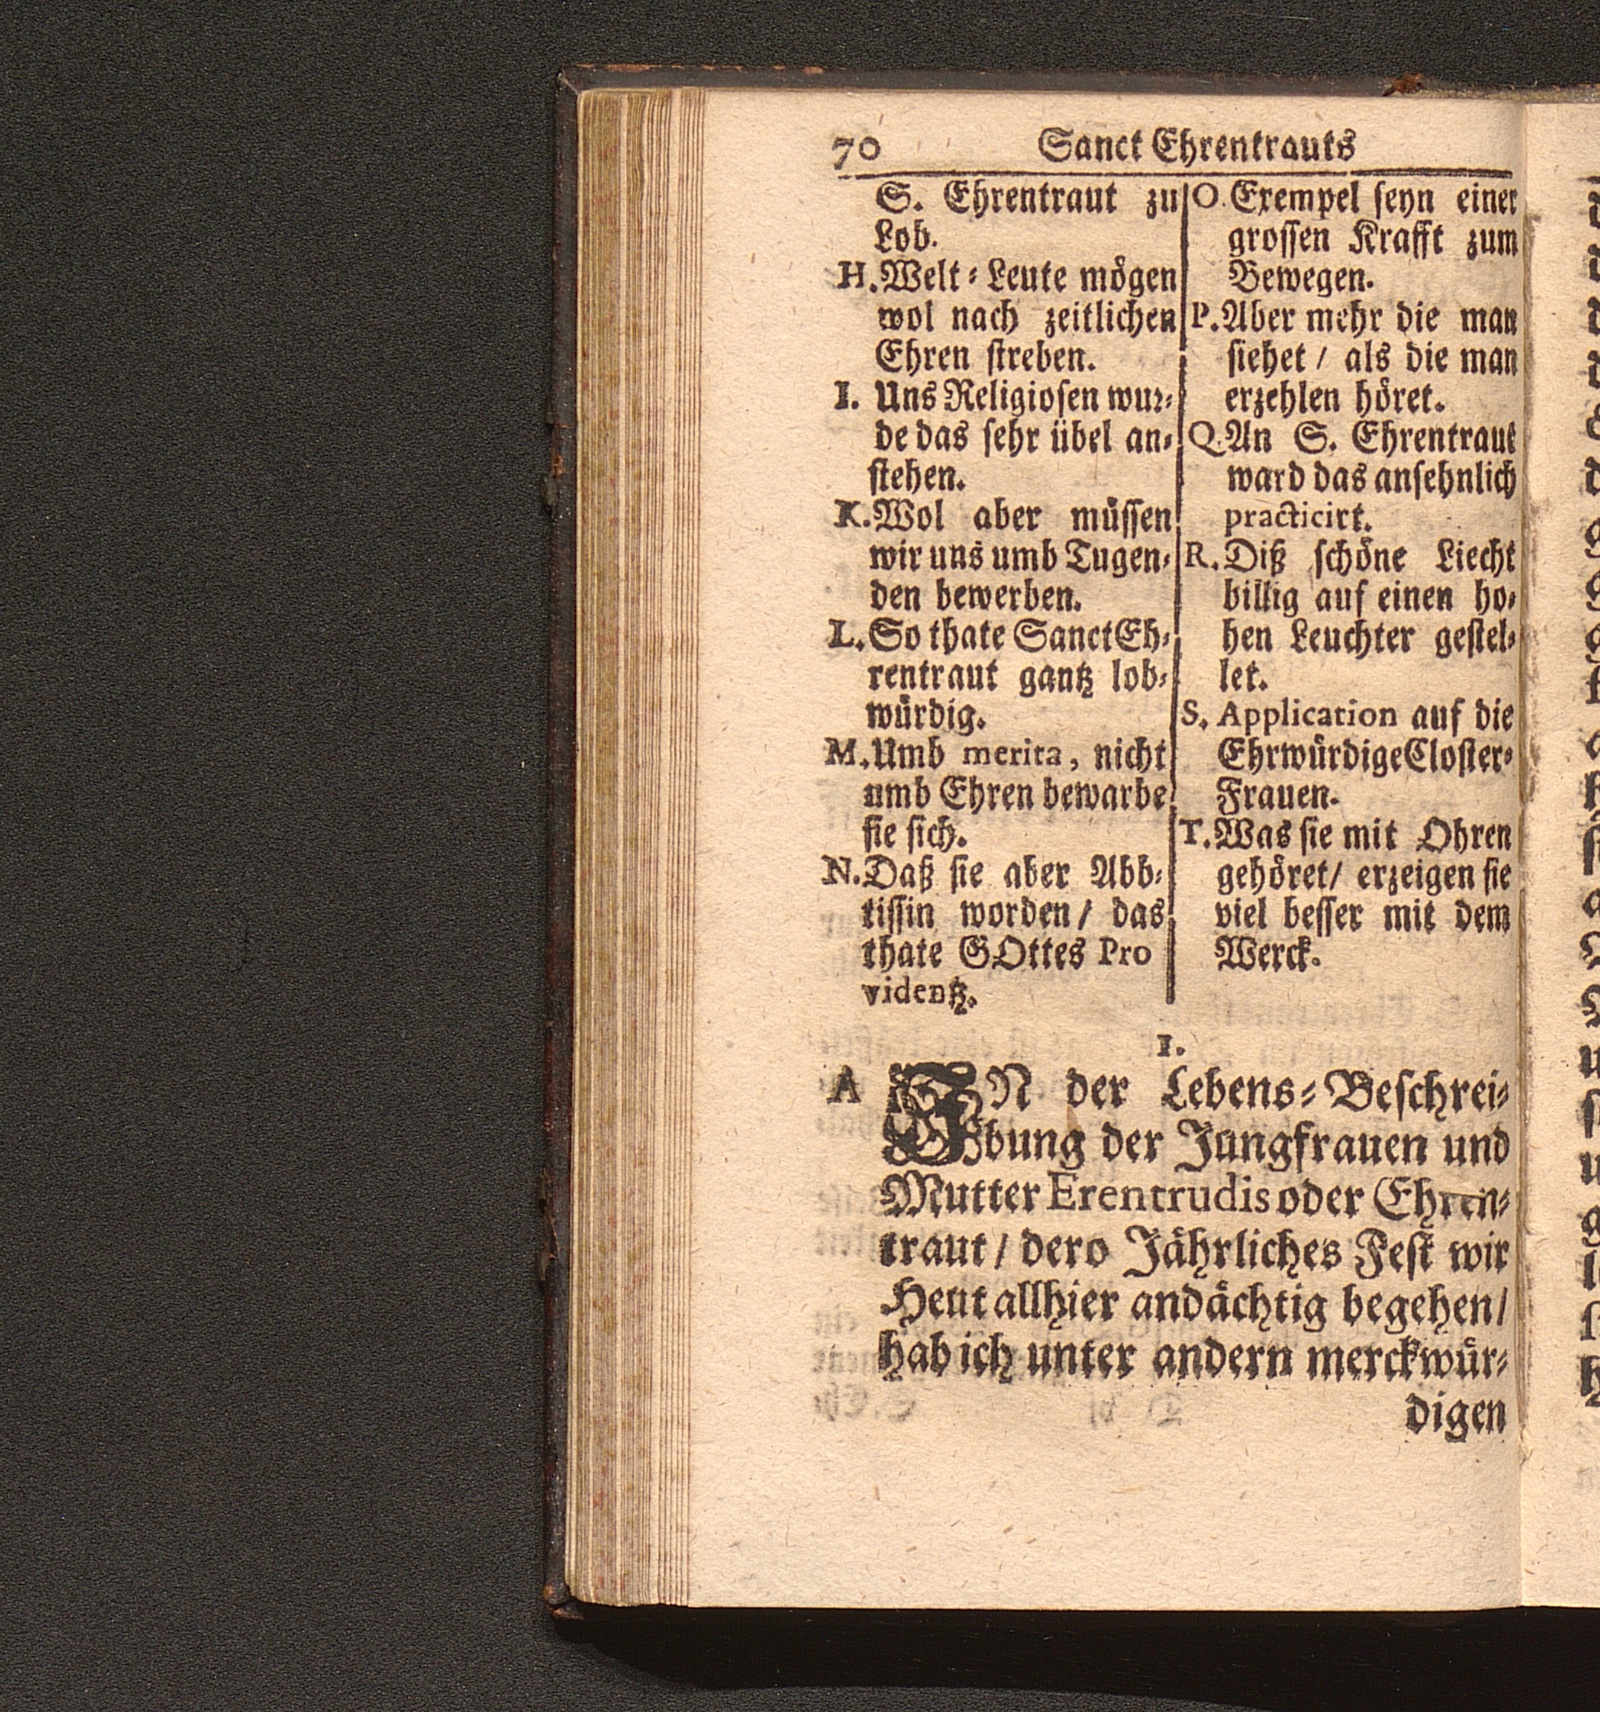 70 Sanct Ehrentrauts
S. Ehrentraut zu
Lob.
H. Welt⸗Leute mögen
wol nach zeitlichen
Ehren streben.
I. Uns Religiosen wur⸗
de das sehr übel an⸗
stehen.
K. Wol aber müssen
wir uns umb Tugen⸗
den bewerben.
L. So thate Sanct Eh⸗
rentraut gantz lob⸗
würdig.
M. Umb merita, nicht
umb Ehren bewarbe
sie sich.
N. Daß sie aber Abb⸗
tissin worden / das
thate GOttes Pro
videntz.
O. Exempel seyn einer
grossen Krafft zum
Bewegen.
P. Aber mehr die man
siehet / als die man
erzehlen höret.
Q. An S. Ehrentraut
ward das ansehnlich
practicirt.
R. Diß schöne Liecht
billig auf einen ho⸗
hen Leuchter gestel⸗
let.
S. Application auf die
Ehrwürdige Closter⸗
Frauen.
T. Was sie mit Ohren
gehöret / erzeigen sie
viel besser mit dem
Werck.
I.
A IN der Lebens⸗Beschrei⸗
bung der Jungfrauen und
Mutter Erentrudis oder Ehren⸗
traut / dero Jährliches Fest wir
Heut allhier andächtig begehen /
hab ich unter andern merckwür⸗
digen